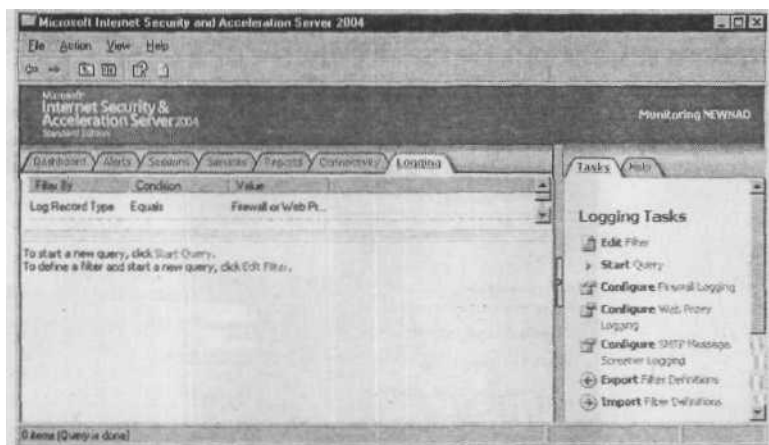 Microsoft Internet Security and Acceleration Server 2004
File Action View Help
Microsoft
Internet Security &
Acceleration Server 2004
Standard Edition
Monitoring NEWNAD
Dashboard Alerts Sessions Services Reports Connectivity Logging
Filter By Condition Value
Log Record Type Equals Firewall or Web Pr...
To start a new query, click Start Query.
To define a filter and start a new query, click Edit Filter.
Tasks Help
Logging Tasks
Edit Filter
Start Query
Configure Firewall Logging
Configure Web Proxy
Logging
Configure SMTP Message
Screener Logging
Export Filter Definitions
Import Filter Definitions
0 items (Query is done)